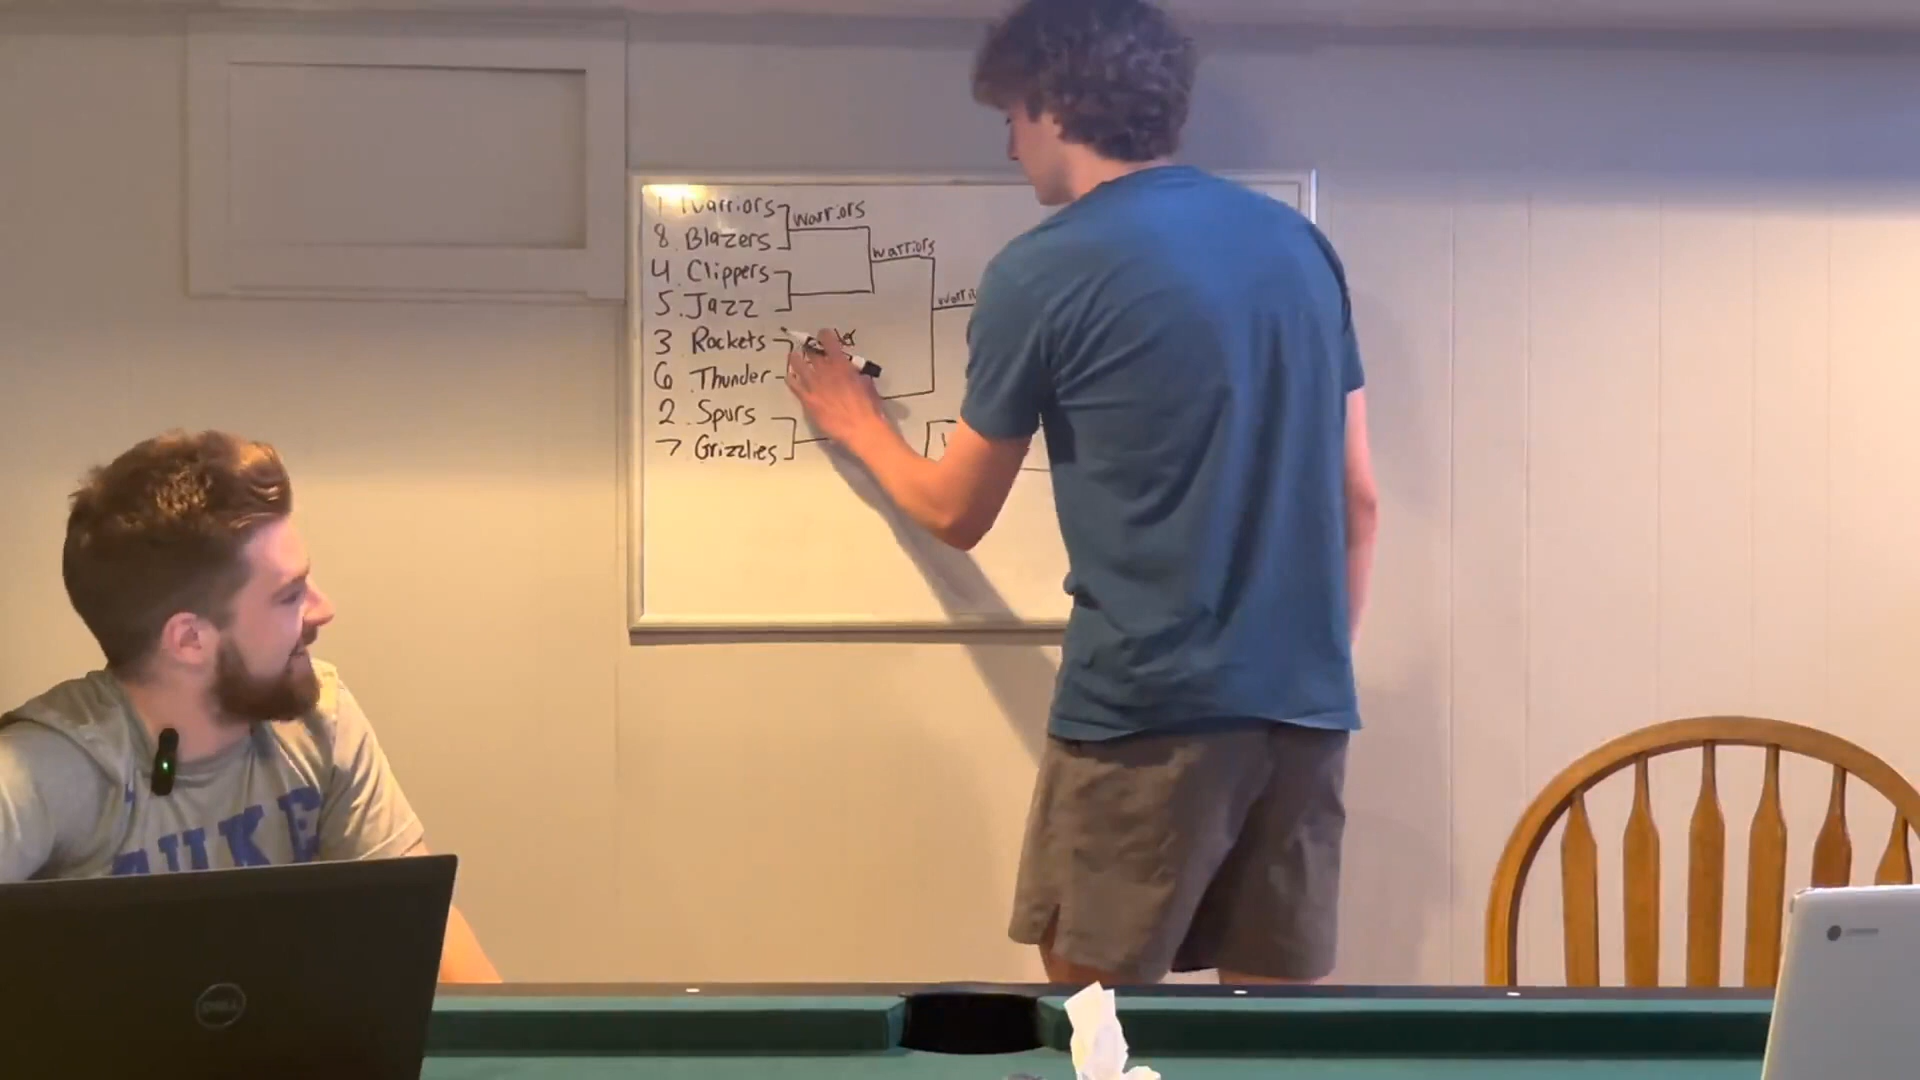 1 Warriors
warriors
8. Blazers
warriors
4. Clippers
5. Jazz
3 Rockets
6 Thunder
2. Spurs
7 Grizzlies
DUKE
DELL